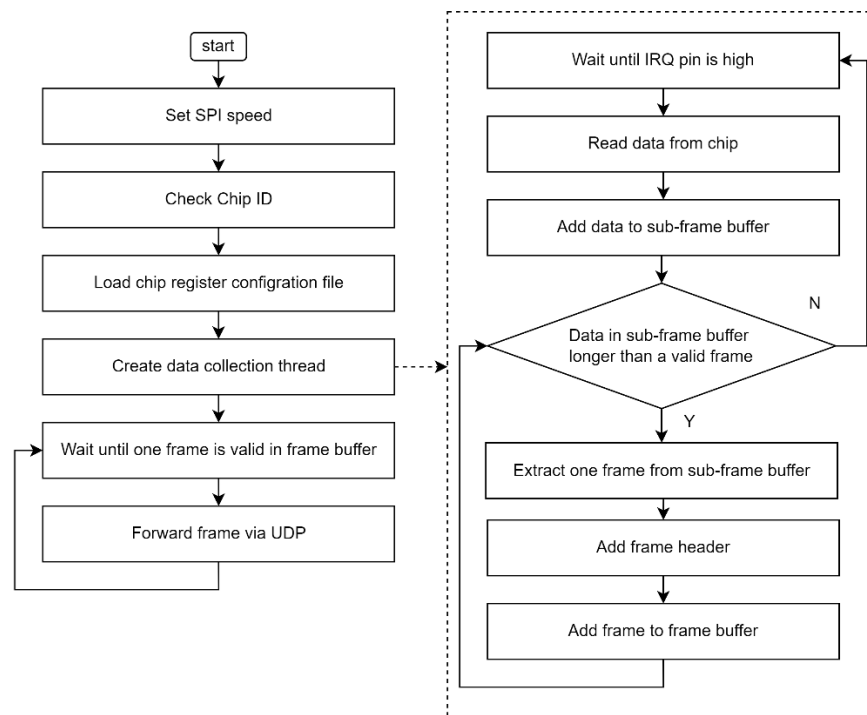 start
Set SPI speed
Check Chip ID
Load chip register configration file
Create data collection thread
Wait until one frame is valid in frame buffer
Forward frame via UDP
Wait until IRQ pin is high
Read data from chip
Add data to sub-frame buffer
N
Data in sub-frame buffer
longer than a valid frame
Y
Extract one frame from sub-frame buffer
Add frame header
Add frame to frame buffer